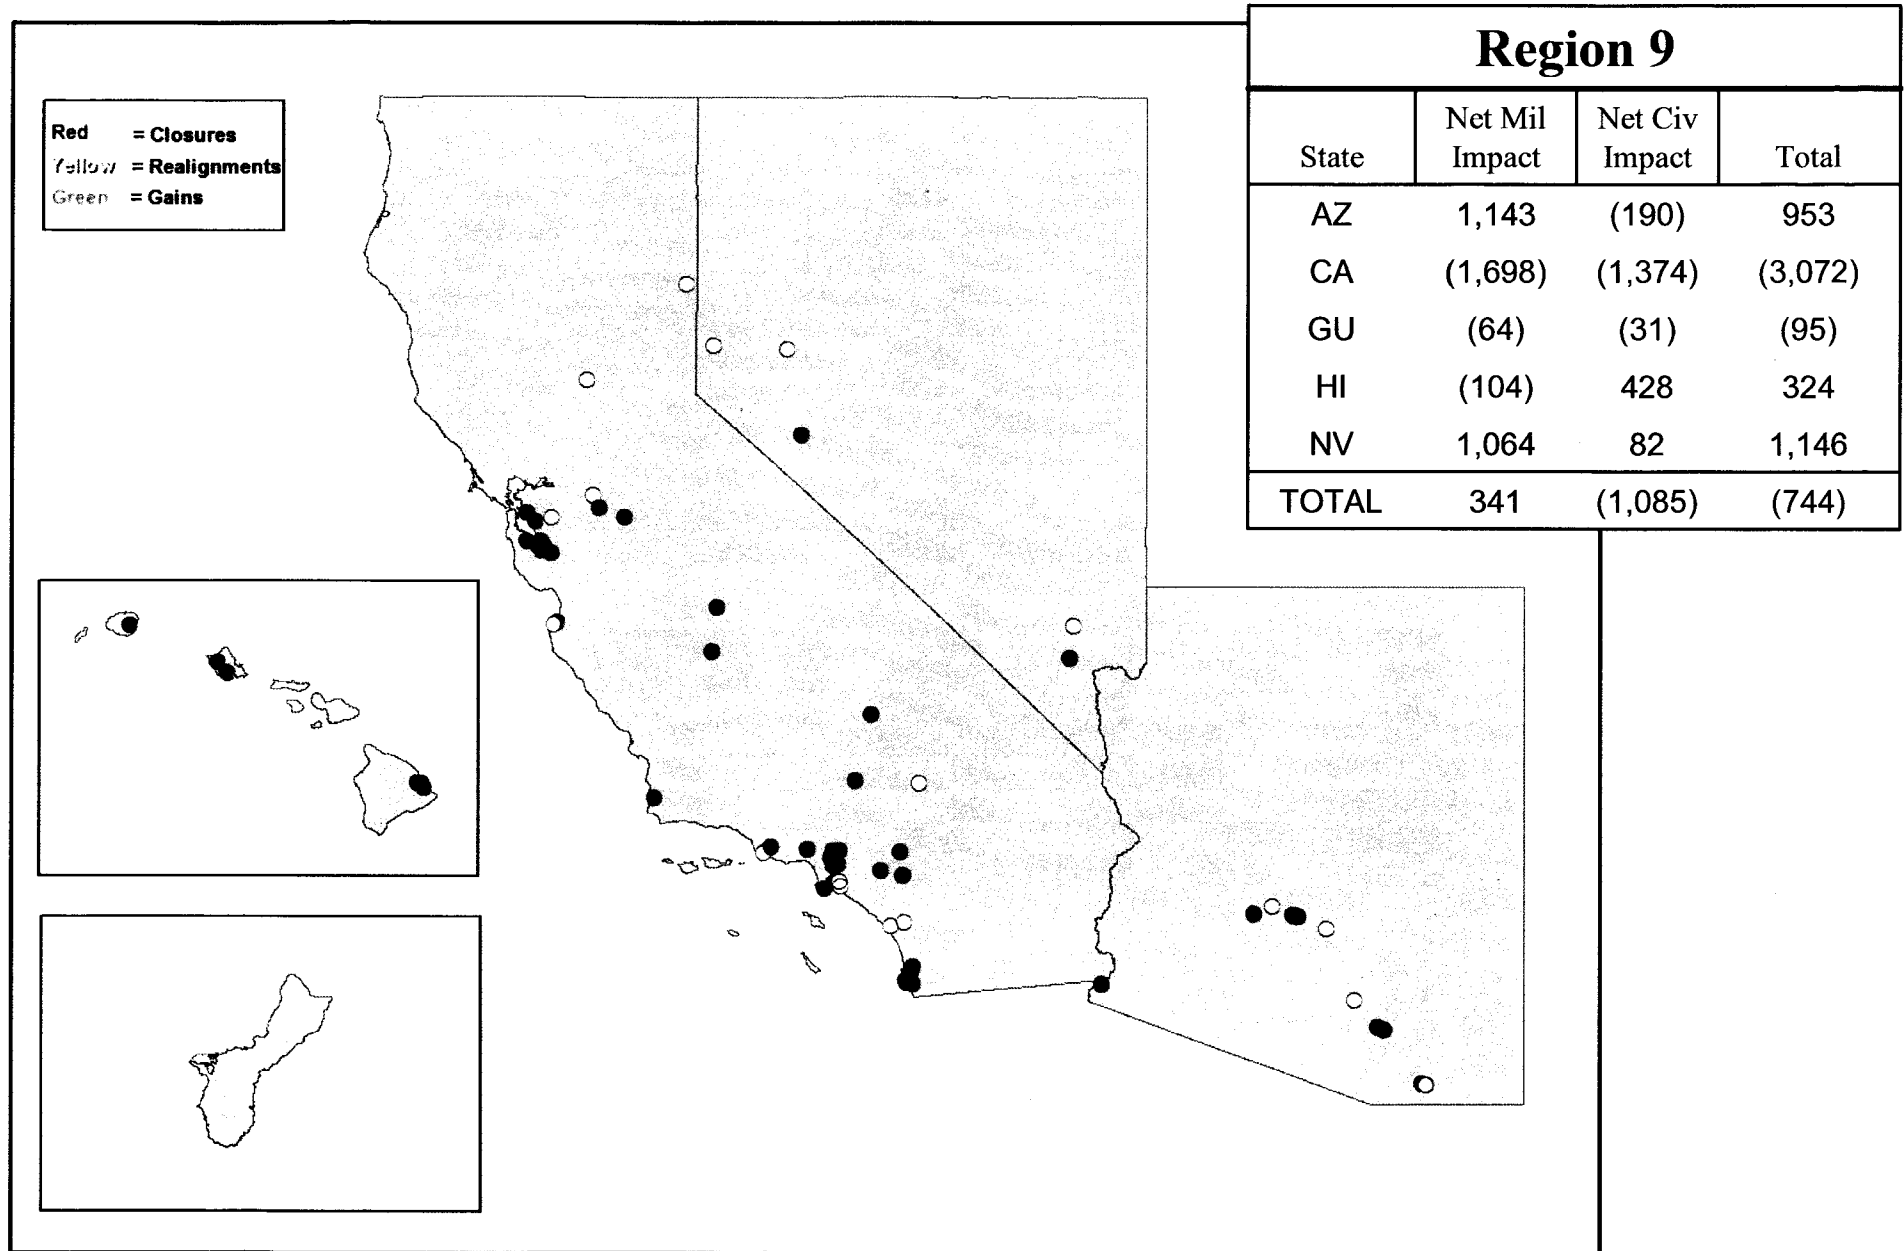 Region 9
Red = Closures
Yellow = Realignments
Green = Gains
State Net Mil Impact Net Civ Impact Total
AZ 1,143 (190) 953
CA (1,698) (1,374) (3,072)
GU (64) (31) (95)
HI (104) 428 324
NV 1,064 82 1,146
TOTAL 341 (1,085) (744)